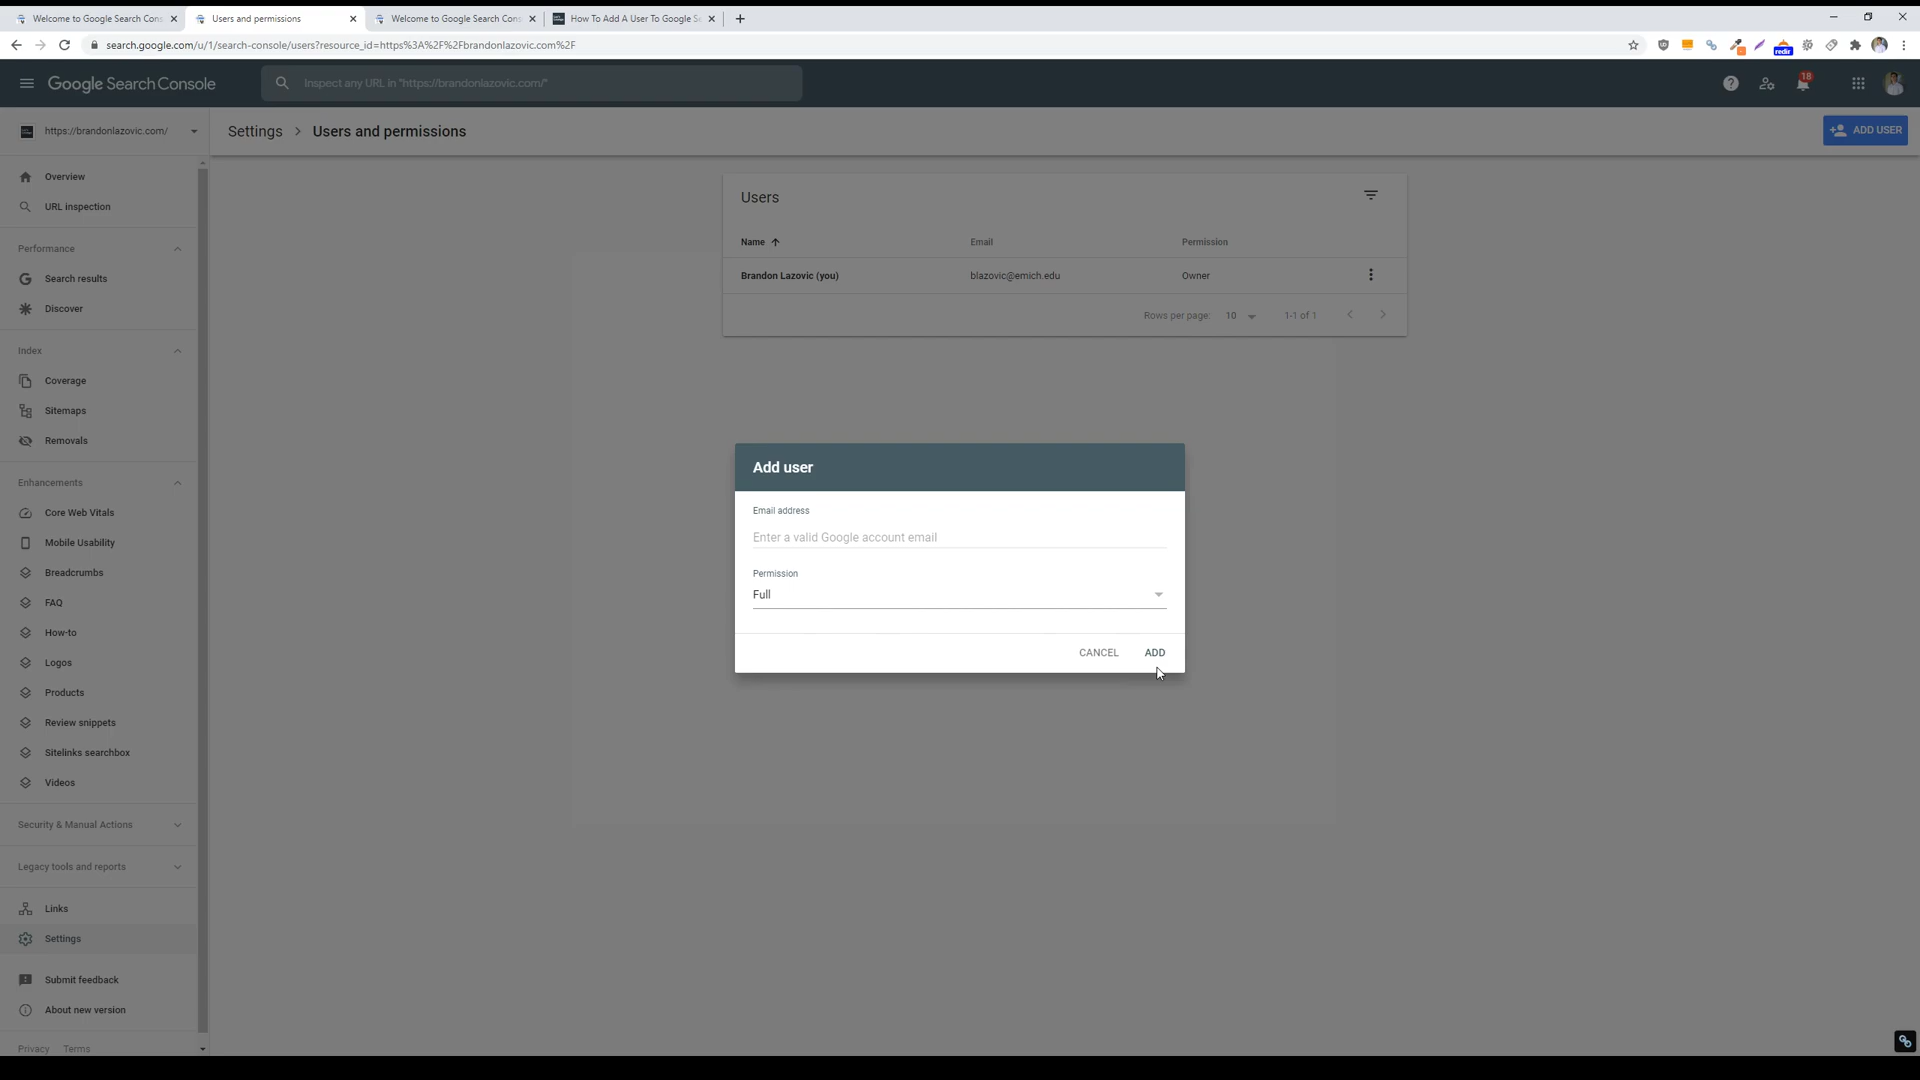 Welcome to Google Search Cons
Users and permissions
Welcome to Google Search Cons
How To Add A User To Google Se
search.google.com/u/1/search-console/users?resource_id=https%3A%2F%2Fbrandonlazovic.com%2F
redir
Google Search Console
Inspect any URL in "https://brandonlazovic.com/"
18
https://brandonlazovic.com/
Settings > Users and permissions
ADD USER
Overview
URL inspection
Performance
Search results
Discover
Index
Coverage
Sitemaps
Removals
Enhancements
Core Web Vitals
Mobile Usability
Breadcrumbs
FAQ
How-to
Logos
Products
Review snippets
Sitelinks searchbox
Videos
Security & Manual Actions
Legacy tools and reports
Links
Settings
Submit feedback
About new version
Privacy Terms
Users
Name Email Permission
Brandon Lazovic (you) blazovic@emich.edu Owner
Rows per page: 10 1-1 of 1
Add user
Email address
Enter a valid Google account email
Permission
Full
CANCEL ADD